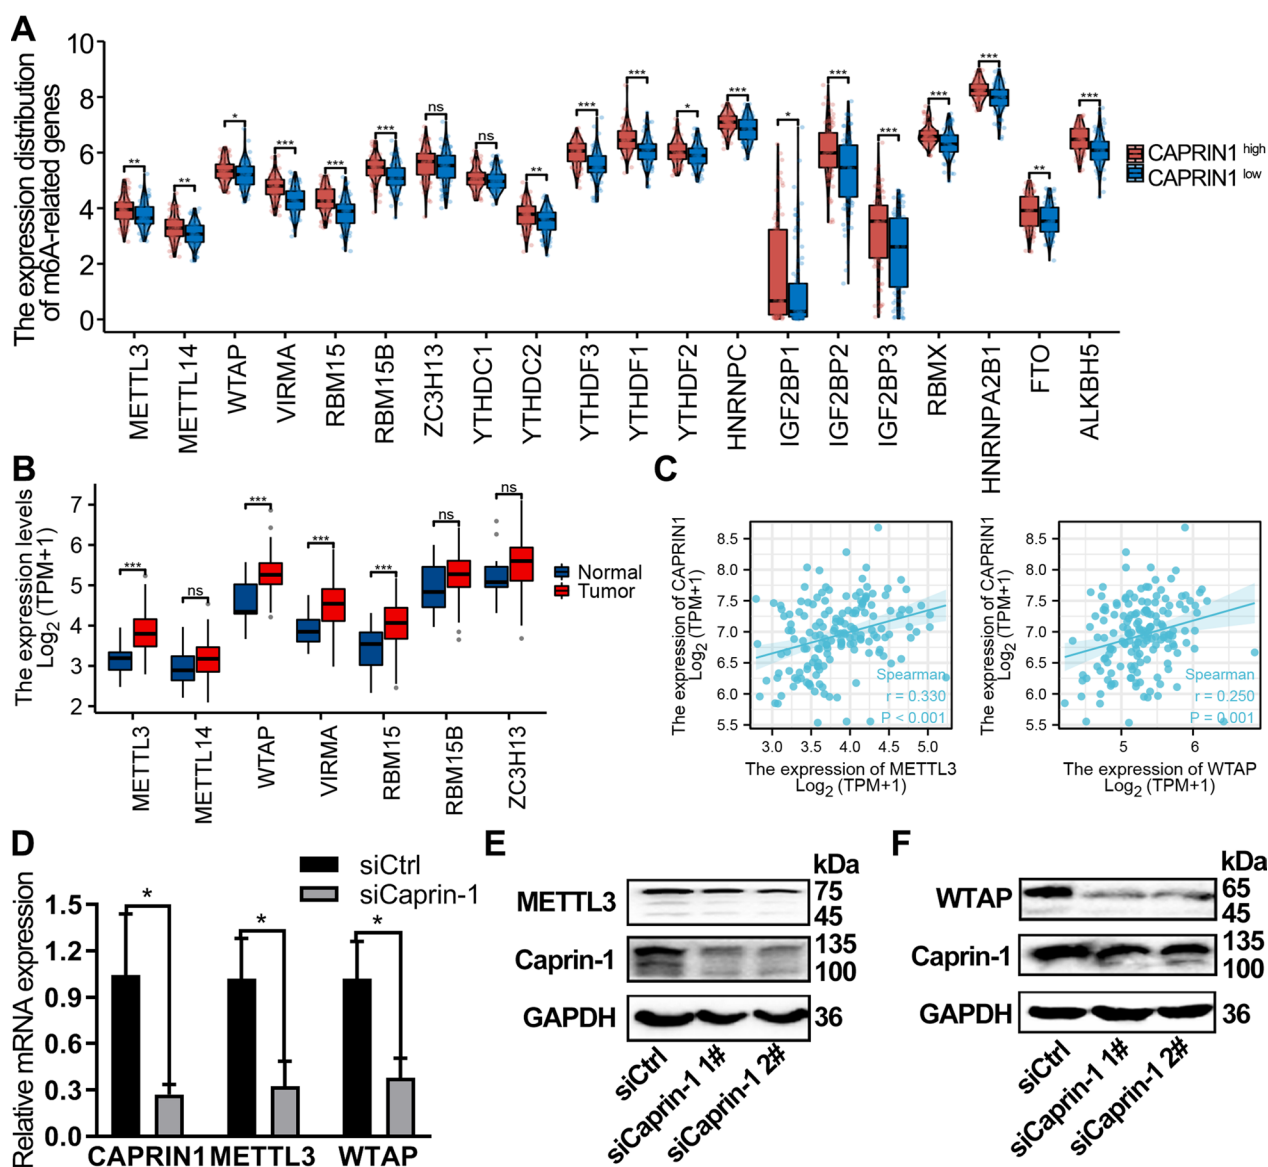 A
The expression distribution
of m6A-related genes
10
8
6
4
2
0
**
**
*
***
***
***
ns
ns
**
***
***
*
***
*
***
***
***
***
**
***
CAPRIN1 high
CAPRIN1 low
METTL3
METTL14
WTAP
VIRMA
RBM15
RBM15B
ZC3H13
YTHDC1
YTHDC2
YTHDF3
YTHDF1
YTHDF2
HNRNPC
IGF2BP1
IGF2BP2
IGF2BP3
RBMX
HNRNPA2B1
FTO
ALKBH5
B
The expression levels
Log2 (TPM+1)
7
6
5
4
3
2
***
ns
***
***
***
ns
ns
Normal
Tumor
METTL3
METTL14
WTAP
VIRMA
RBM15
RBM15B
ZC3H13
C
The expression of CAPRIN1
Log2 (TPM+1)
8.5
8.0
7.5
7.0
6.5
6.0
5.5
Spearman
r = 0.330
P < 0.001
3.0 3.5 4.0 4.5 5.0
The expression of METTL3
Log2 (TPM+1)
The expression of CAPRIN1
Log2 (TPM+1)
8.5
8.0
7.5
7.0
6.5
6.0
5.5
Spearman
r = 0.250
P = 0.001
5 6
The expression of WTAP
Log2 (TPM+1)
D
siCtrl
siCaprin-1
Relative mRNA expression
1.5
1.2
0.9
0.6
0.3
0.0
*
*
*
CAPRIN1 METTL3 WTAP
E
kDa
METTL3
75
45
Caprin-1
135
100
GAPDH
36
siCtrl
siCaprin-1 1#
siCaprin-1 2#
F
kDa
WTAP
65
45
Caprin-1
135
100
GAPDH
36
siCtrl
siCaprin-1 1#
siCaprin-1 2#